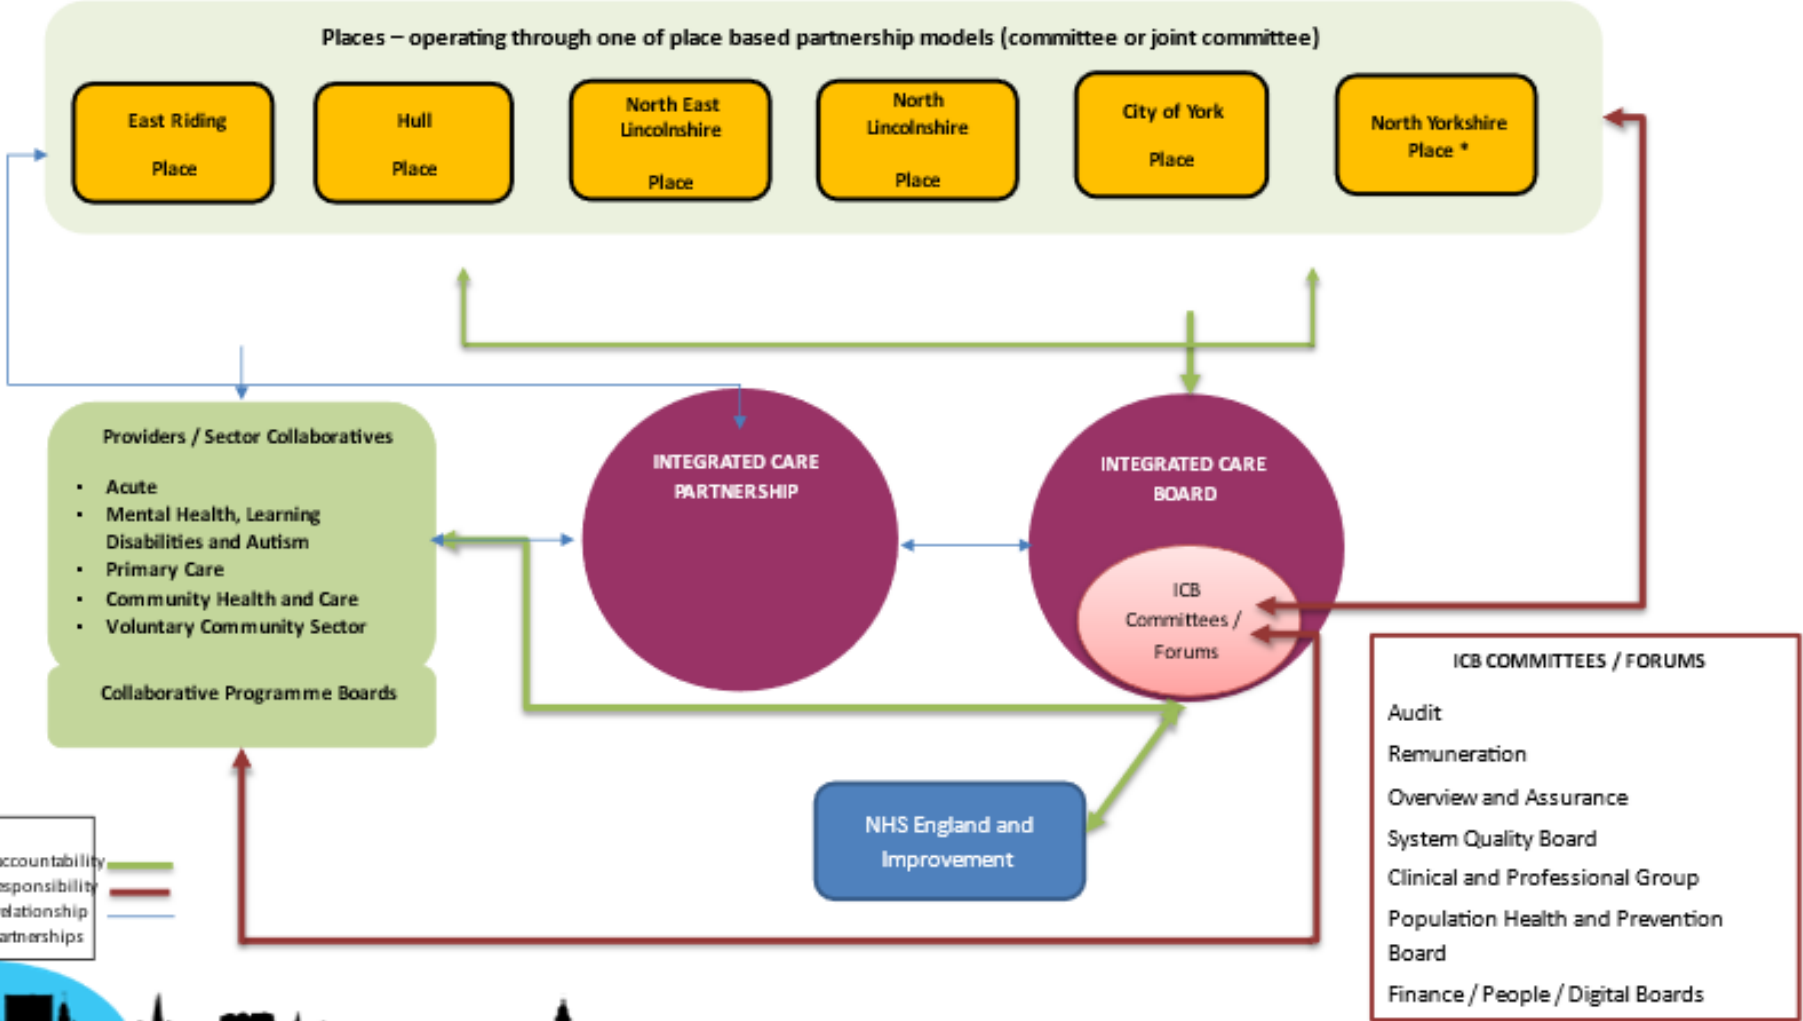 Places – operating through one of place based partnership models (committee or joint committee)
East Riding
Place
Hull
Place
North East
Lincolnshire
Place
North
Lincolnshire
Place
City of York
Place
North Yorkshire
Place *
Providers / Sector Collaboratives
• Acute
• Mental Health, Learning
Disabilities and Autism
• Primary Care
• Community Health and Care
• Voluntary Community Sector
Collaborative Programme Boards
INTEGRATED CARE
PARTNERSHIP
INTEGRATED CARE
BOARD
ICB
Committees /
Forums
NHS England and
Improvement
ICB COMMITTEES / FORUMS
Audit
Remuneration
Overview and Assurance
System Quality Board
Clinical and Professional Group
Population Health and Prevention
Board
Finance / People / Digital Boards
ccountability
esponsibility
elationship
artnerships